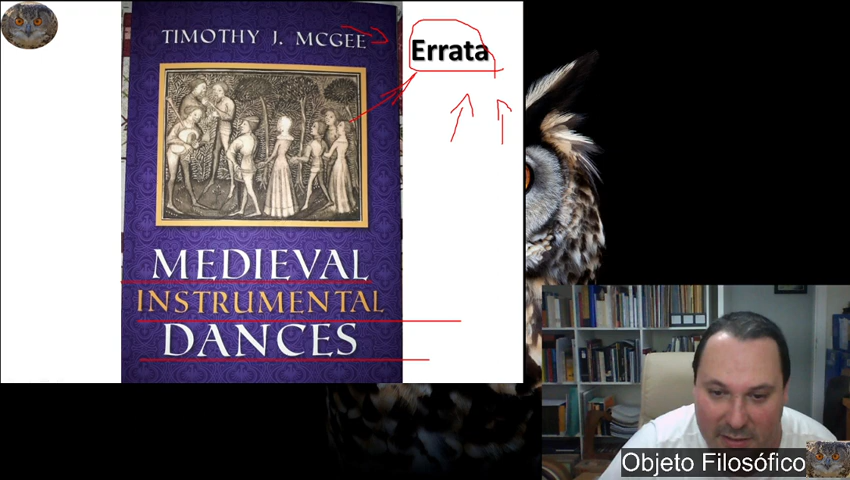 TIMOTHY J. MCGEE
Errata
MEDIEVAL
INSTRUMENTAL
DANCES
Objeto Filosófico